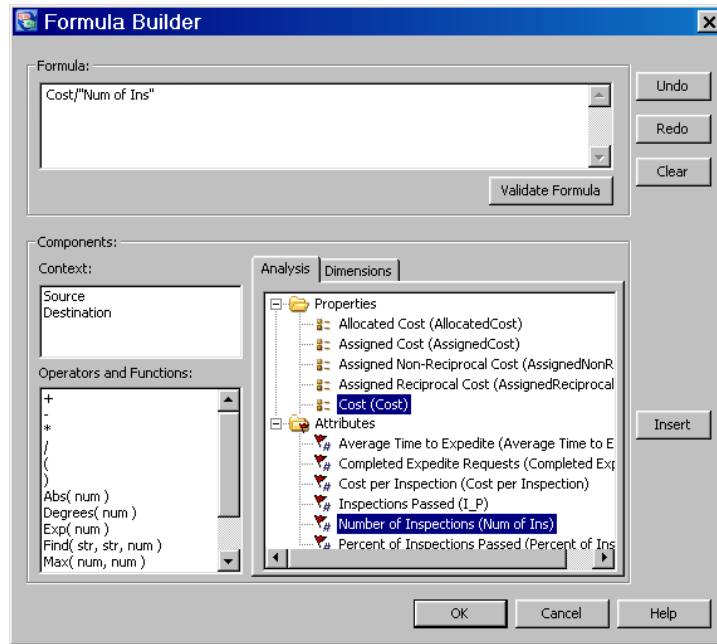 Formula Builder
Formula:
Cost/"Num of Ins"
Undo
Redo
Clear
Validate Formula
Components:
Context:
Source
Destination
Operators and Functions:
+
-
*
/
(
)
Abs( num )
Degrees( num )
Exp( num )
Find( str, str, num )
Max( num, num )
Analysis
Dimensions
Properties
Allocated Cost (AllocatedCost)
Assigned Cost (AssignedCost)
Assigned Non-Reciprocal Cost (AssignedNonR
Assigned Reciprocal Cost (AssignedReciprocal
Cost (Cost)
Attributes
Average Time to Expedite (Average Time to E
Completed Expedite Requests (Completed Exp
Cost per Inspection (Cost per Inspection)
Inspections Passed (I_P)
Number of Inspections (Num of Ins)
Percent of Inspections Passed (Percent of Ins
Insert
OK
Cancel
Help